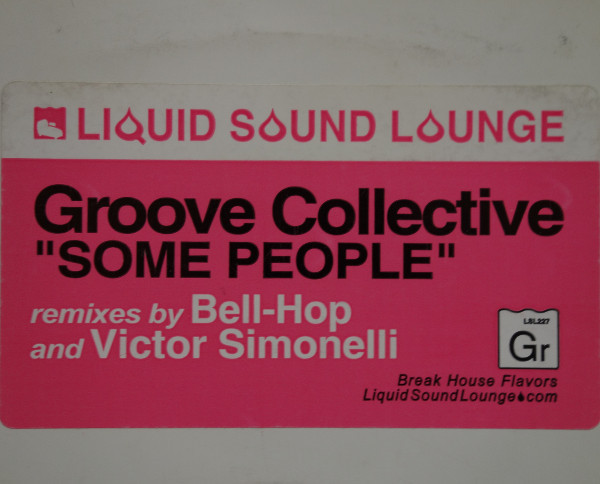 LIQUID SOUND LOUNGE
Groove Collective
"SOME PEOPLE"
remixes by Bell-Hop
and Victor Simonelli
LSL227
Gr
Break House Flavors
LiquidSoundLounge.com